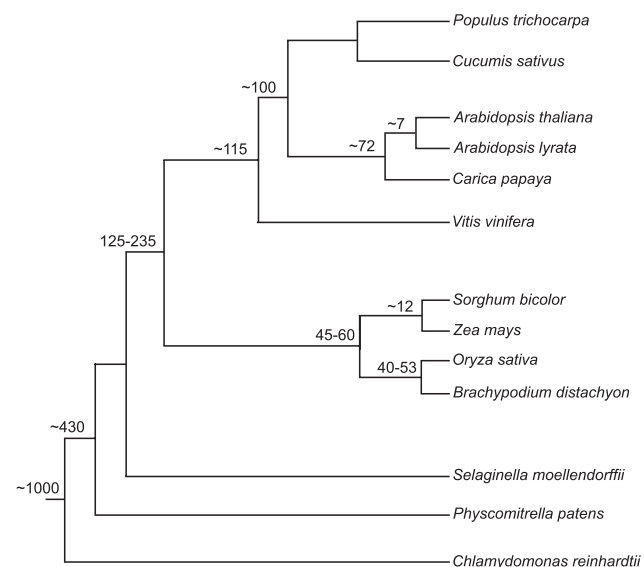 Populus trichocarpa
Cucumis sativus
~100
~7
Arabidopsis thaliana
~72
Arabidopsis lyrata
~115
Carica papaya
Vitis vinifera
125-235
Sorghum bicolor
~12
45-60
Zea mays
Oryza sativa
40-53
Brachypodium distachyon
~430
Selaginella moellendorffii
~1000
Physcomitrella patens
Chlamydomonas reinhardtii